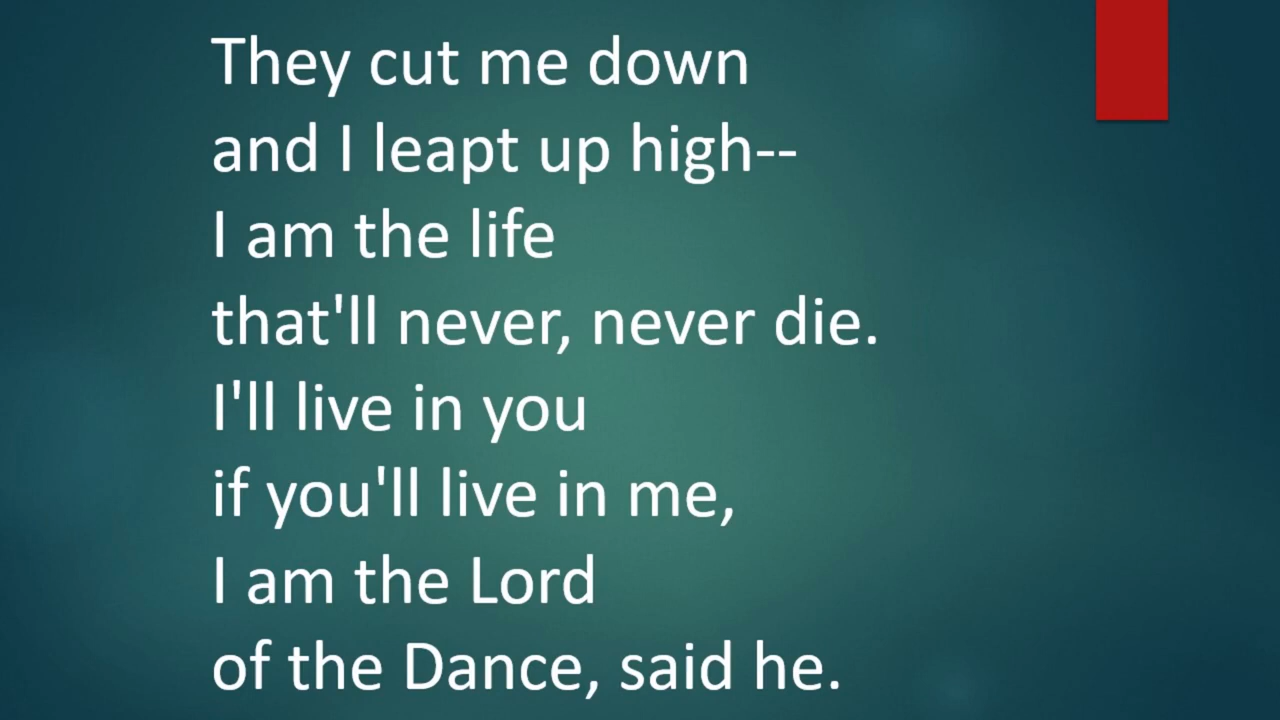 They cut me down
and I leapt up high--
I am the life
that'll never, never die.
I'll live in you
if you'll live in me,
I am the Lord
of the Dance, said he.